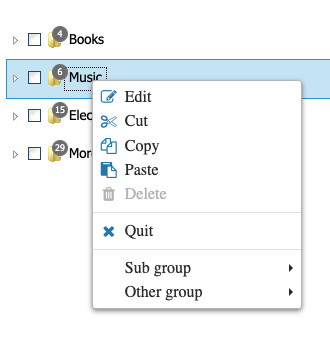 4
Books
6
Music
Edit
Cut
15
Copy
Paste
29
Delete
Quit
Sub group
Other group